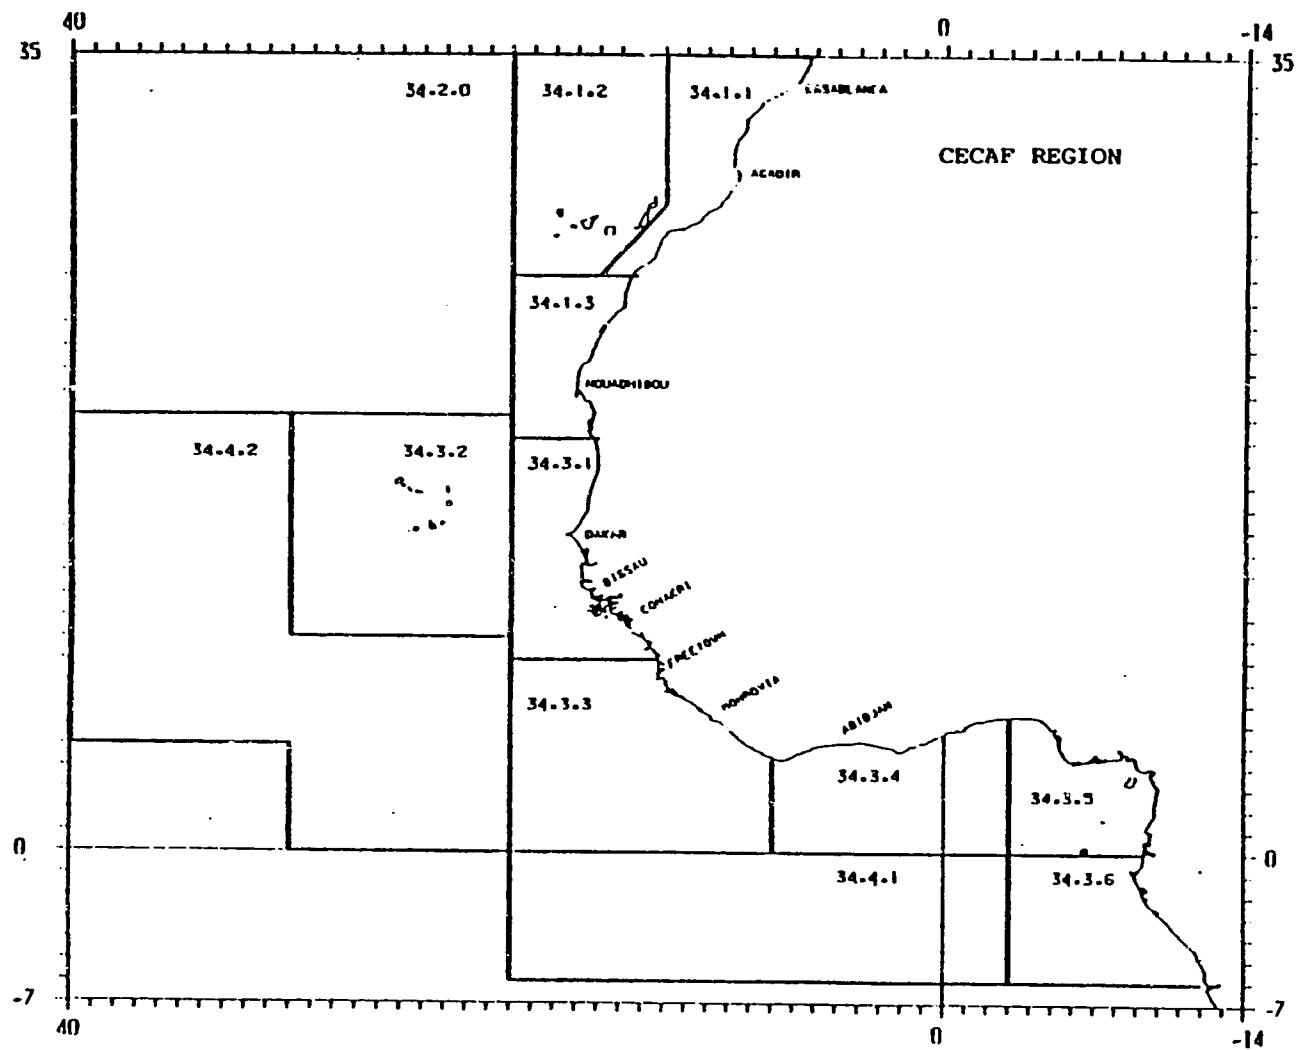 40 0 -14
35 35
34.2.0 34.1.2 34.1.1 CASABLANCA
CECAF REGION
AGADIR
34.1.3
NOUADHIBOU
34.4.2 34.3.2 34.3.1
DAKAR
BISSAU
CONACRI
FREETOWN
34.3.3 MONROVIA
ABIDJAN
34.3.4
34.3.5
0 0
34.4.1 34.3.6
-7 -7
40 0 -14